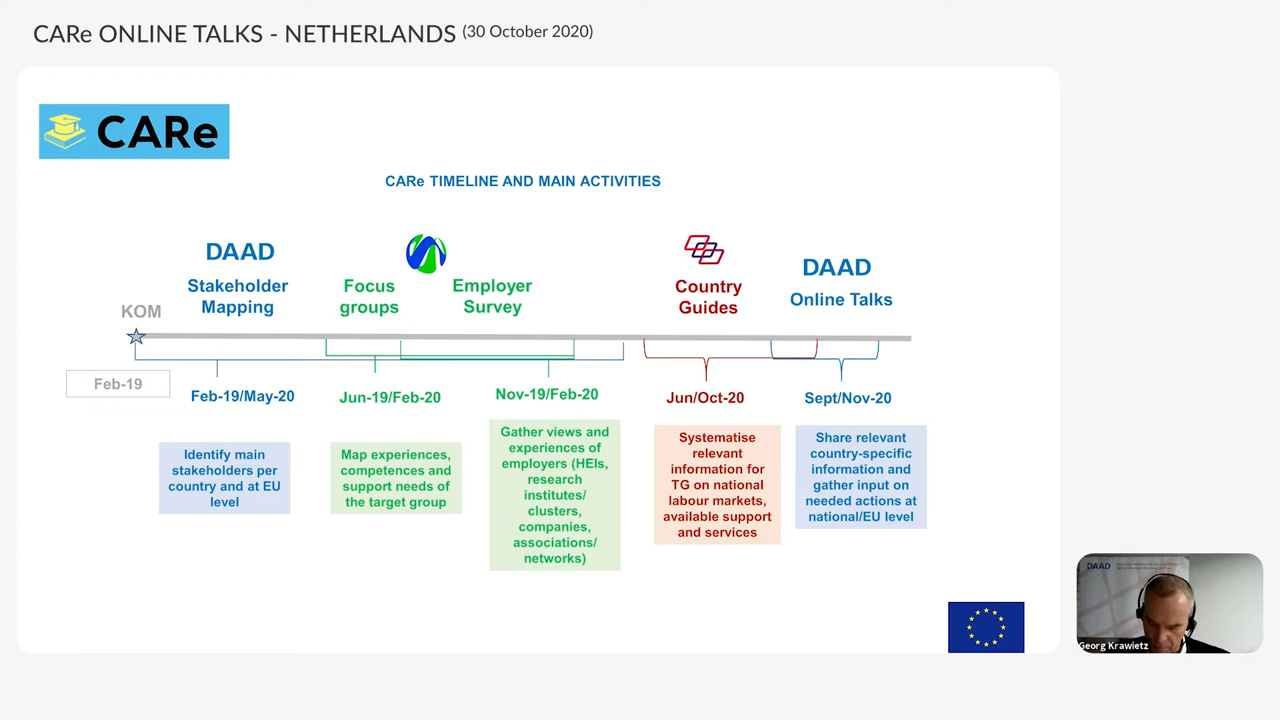 CARe ONLINE TALKS - NETHERLANDS (30 October 2020)
CARe
CARe TIMELINE AND MAIN ACTIVITIES
DAAD
Stakeholder
Mapping
Focus
groups
Employer
Survey
Country
Guides
DAAD
Online Talks
KOM
Feb-19
Feb-19/May-20
Jun-19/Feb-20
Nov-19/Feb-20
Jun/Oct-20
Sept/Nov-20
Identify main
stakeholders per
country and at EU
level
Map experiences,
competences and
support needs of
the target group
Gather views and
experiences of
employers (HEIs,
research
institutes/
clusters,
companies,
associations/
networks)
Systematise
relevant
information for
TG on national
labour markets,
available support
and services
Share relevant
country-specific
information and
gather input on
needed actions at
national/EU level
DAAD
Georg Krawietz